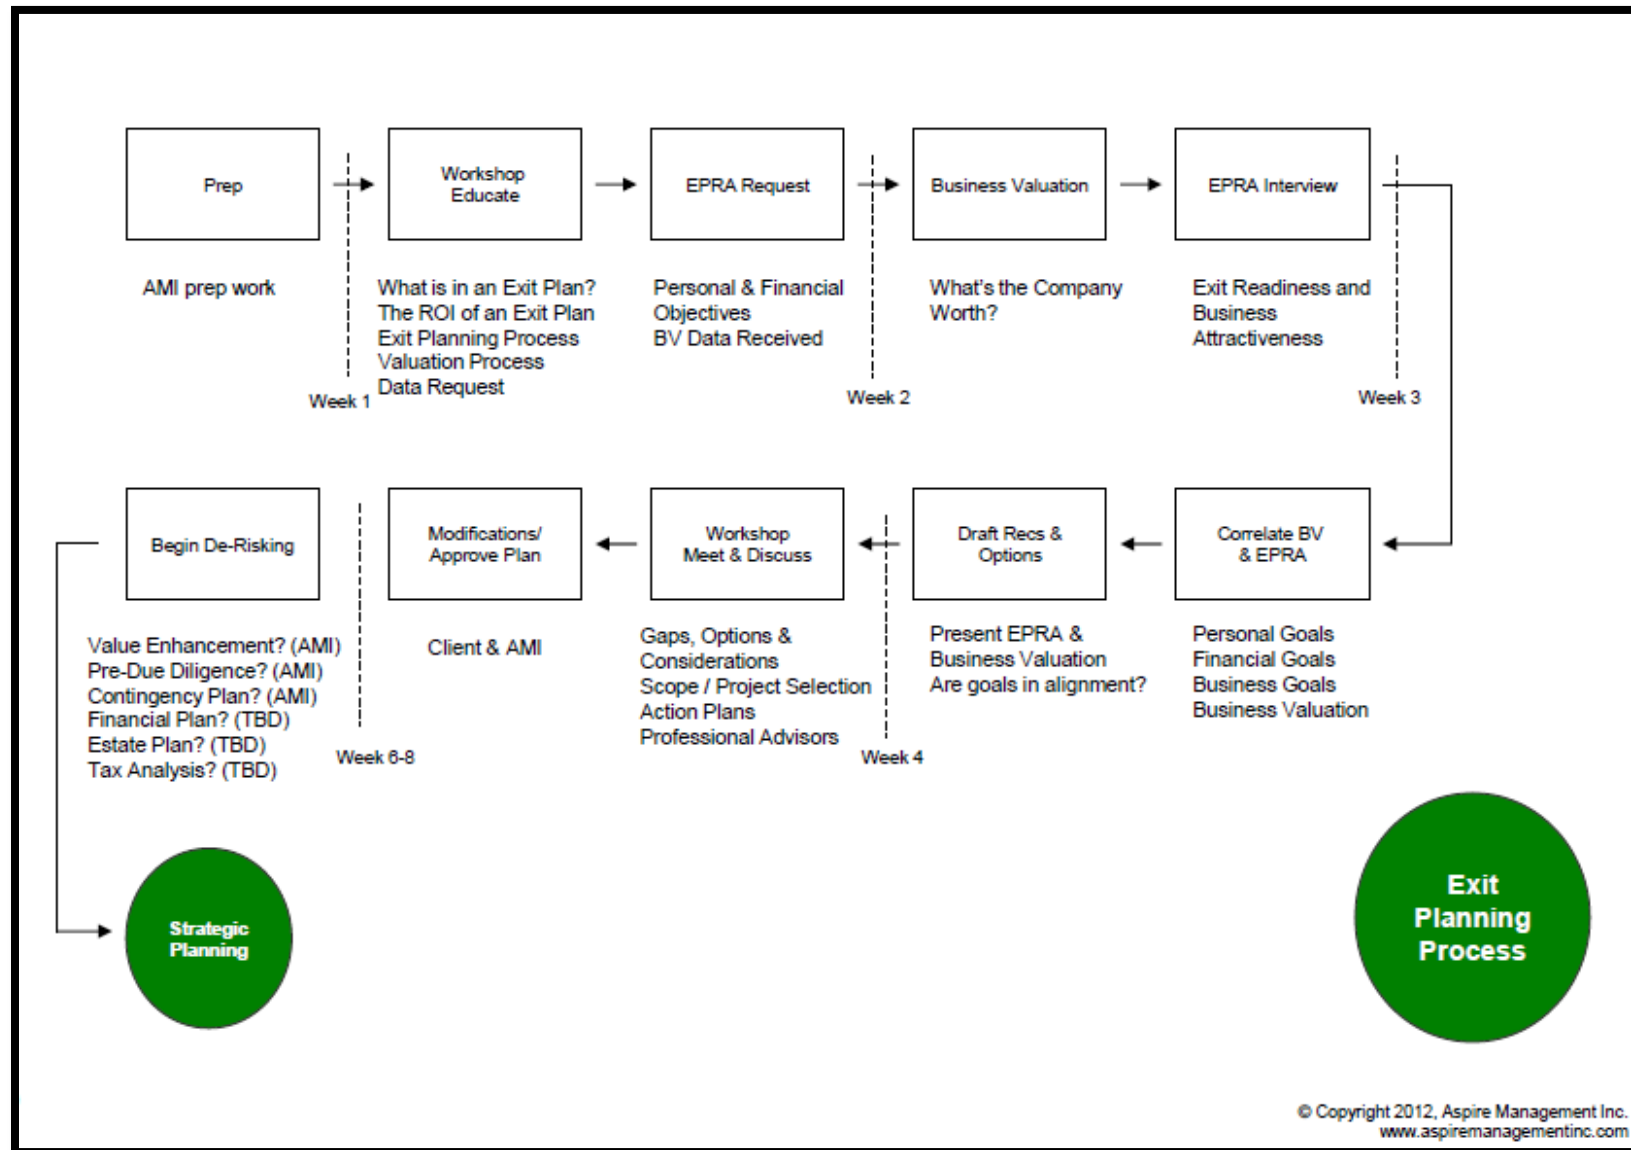 Prep
Workshop
Educate
EPRA Request
Business Valuation
EPRA Interview
AMI prep work
What is in an Exit Plan?
The ROI of an Exit Plan
Exit Planning Process
Valuation Process
Data Request
Personal & Financial
Objectives
BV Data Received
What's the Company
Worth?
Exit Readiness and
Business
Attractiveness
Week 1
Week 2
Week 3
Begin De-Risking
Modifications/
Approve Plan
Workshop
Meet & Discuss
Draft Recs &
Options
Correlate BV
& EPRA
Value Enhancement? (AMI)
Pre-Due Diligence? (AMI)
Contingency Plan? (AMI)
Financial Plan? (TBD)
Estate Plan? (TBD)
Tax Analysis? (TBD)
Client & AMI
Gaps, Options &
Considerations
Scope / Project Selection
Action Plans
Professional Advisors
Present EPRA &
Business Valuation
Are goals in alignment?
Personal Goals
Financial Goals
Business Goals
Business Valuation
Week 6-8
Week 4
Strategic
Planning
Exit
Planning
Process
© Copyright 2012, Aspire Management Inc.
www.aspiremanagementinc.com